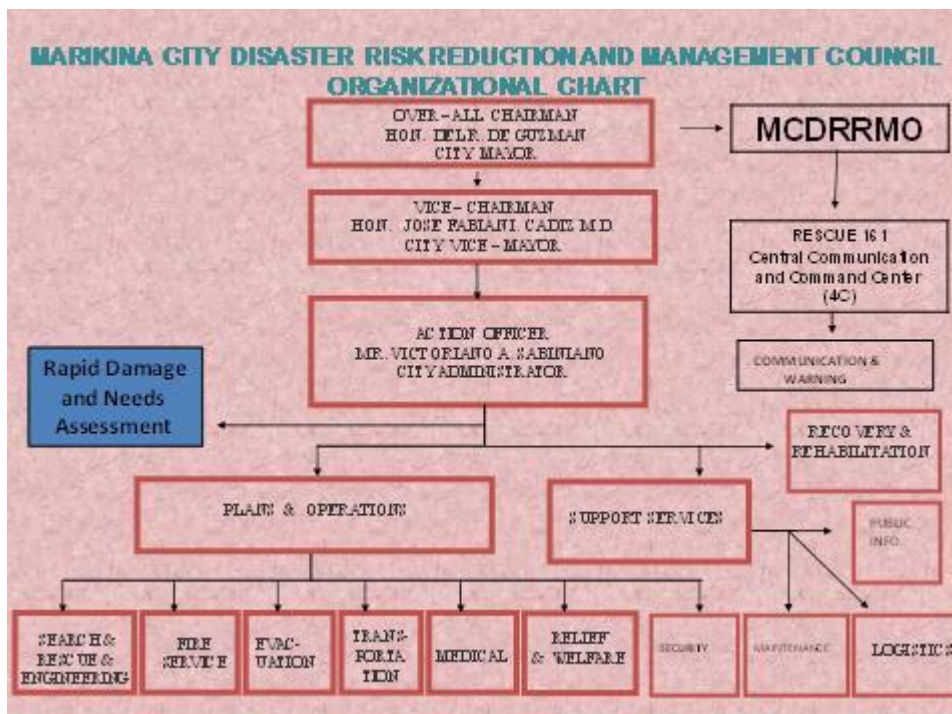 MARIKINA CITY DISASTER RISK REDUCTION AND MANAGEMENT COUNCIL
ORGANIZATIONAL CHART
OVER-ALL CHAIRMAN
HON. DEL R. DE GUZMAN
CITY MAYOR
MCDRRMO
VICE-CHAIRMAN
HON. JOSE FABIAN I. CADIZ M.D.
CITY VICE-MAYOR
RESCUE 161
Central Communication
and Command Center
(4C)
ACTION OFFICER
MR. VICTORIANO A. SABINIANO
CITY ADMINISTRATOR
COMMUNICATION &
WARNING
Rapid Damage
and Needs
Assessment
RECOVERY &
REHABILITATION
PLANS & OPERATIONS
SUPPORT SERVICES
PUBLIC
INFO.
SEARCH &
RESCUE &
ENGINEERING
FIRE
SERVICE
EVAC-
UATION
TRANS-
PORTA
TION
MEDICAL
RELIEF
& WELFARE
SECURITY
MAINTENANCE
LOGISTICS